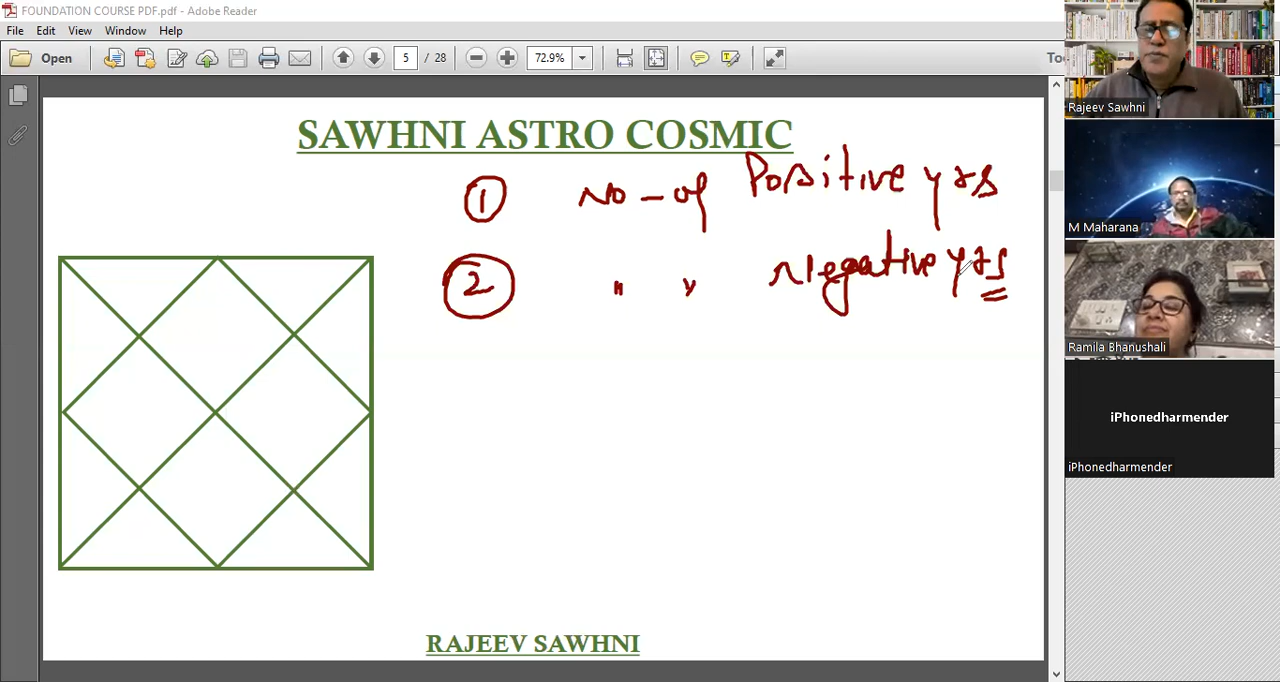 FOUNDATION COURSE PDF.pdf - Adobe Reader
File Edit View Window Help
Open 5 / 28 72.9% To
SAWHNI ASTRO COSMIC
① No-of Positive yrs
② " " Negative yrs
RAJEEV SAWHNI
Rajeev Sawhni
M Maharana
Ramila Bhanushali
iPhonedharmender
iPhonedharmender